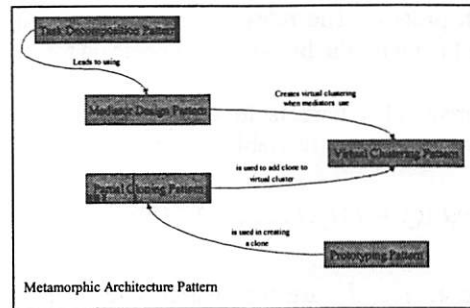 Task Decomposition Pattern
Leads to using
Mediator Design Pattern
Creates virtual clustering
when mediators use
Virtual Clustering Pattern
is used to add clone to
virtual cluster
Partial Cloning Pattern
is used in creating
a clone
Prototyping Pattern
Metamorphic Architecture Pattern